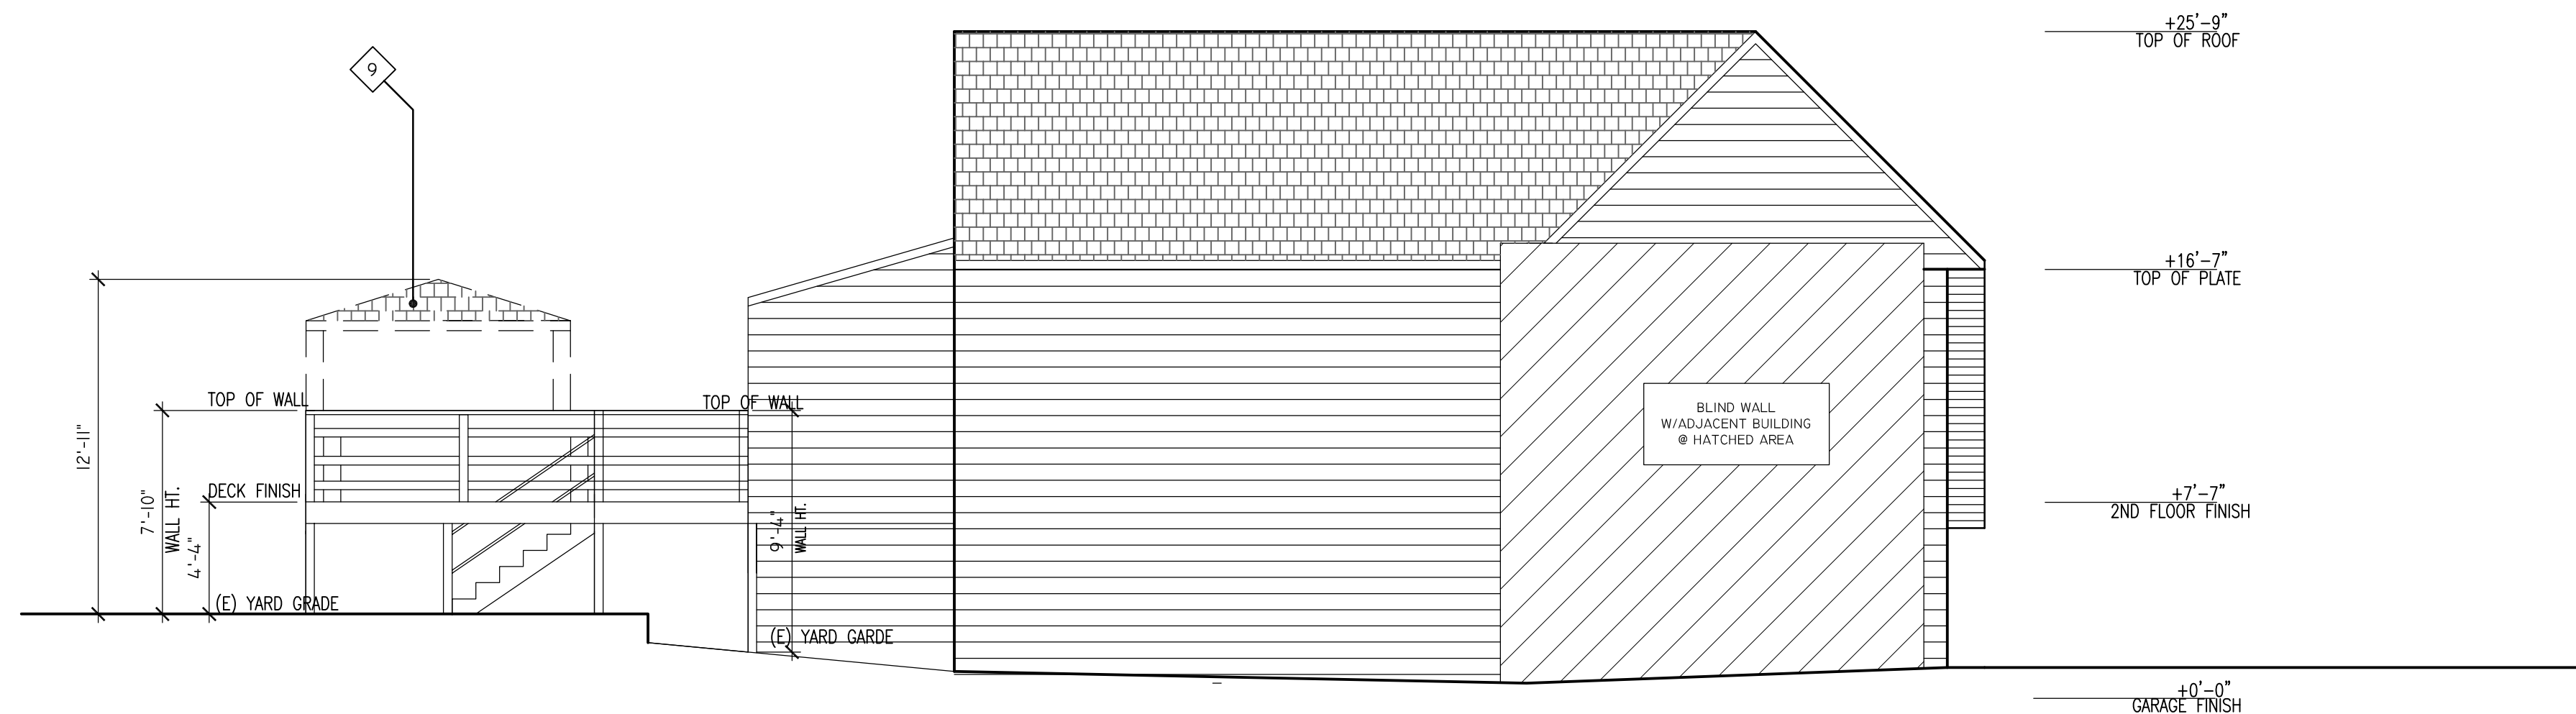 9
+25'-9"
TOP OF ROOF
+16'-7"
TOP OF PLATE
TOP OF WALL
TOP OF WALL
BLIND WALL
W/ADJACENT BUILDING
@ HATCHED AREA
12'-11"
7'-10"
WALL HT.
DECK FINISH
4'-4"
9'-4"
WALL HT.
+7'-7"
2ND FLOOR FINISH
(E) YARD GRADE
(E) YARD GARDE
+0'-0"
GARAGE FINISH